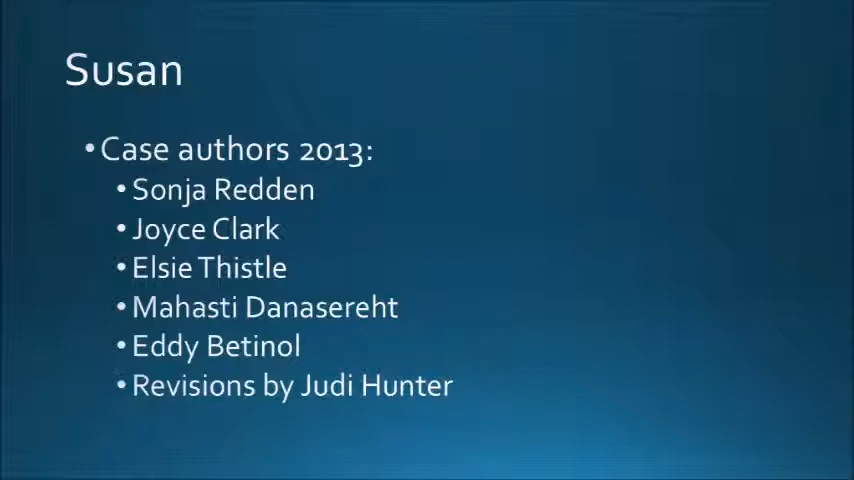 Susan
• Case authors 2013:
• Sonja Redden
• Joyce Clark
• Elsie Thistle
• Mahasti Danasereht
• Eddy Betinol
• Revisions by Judi Hunter